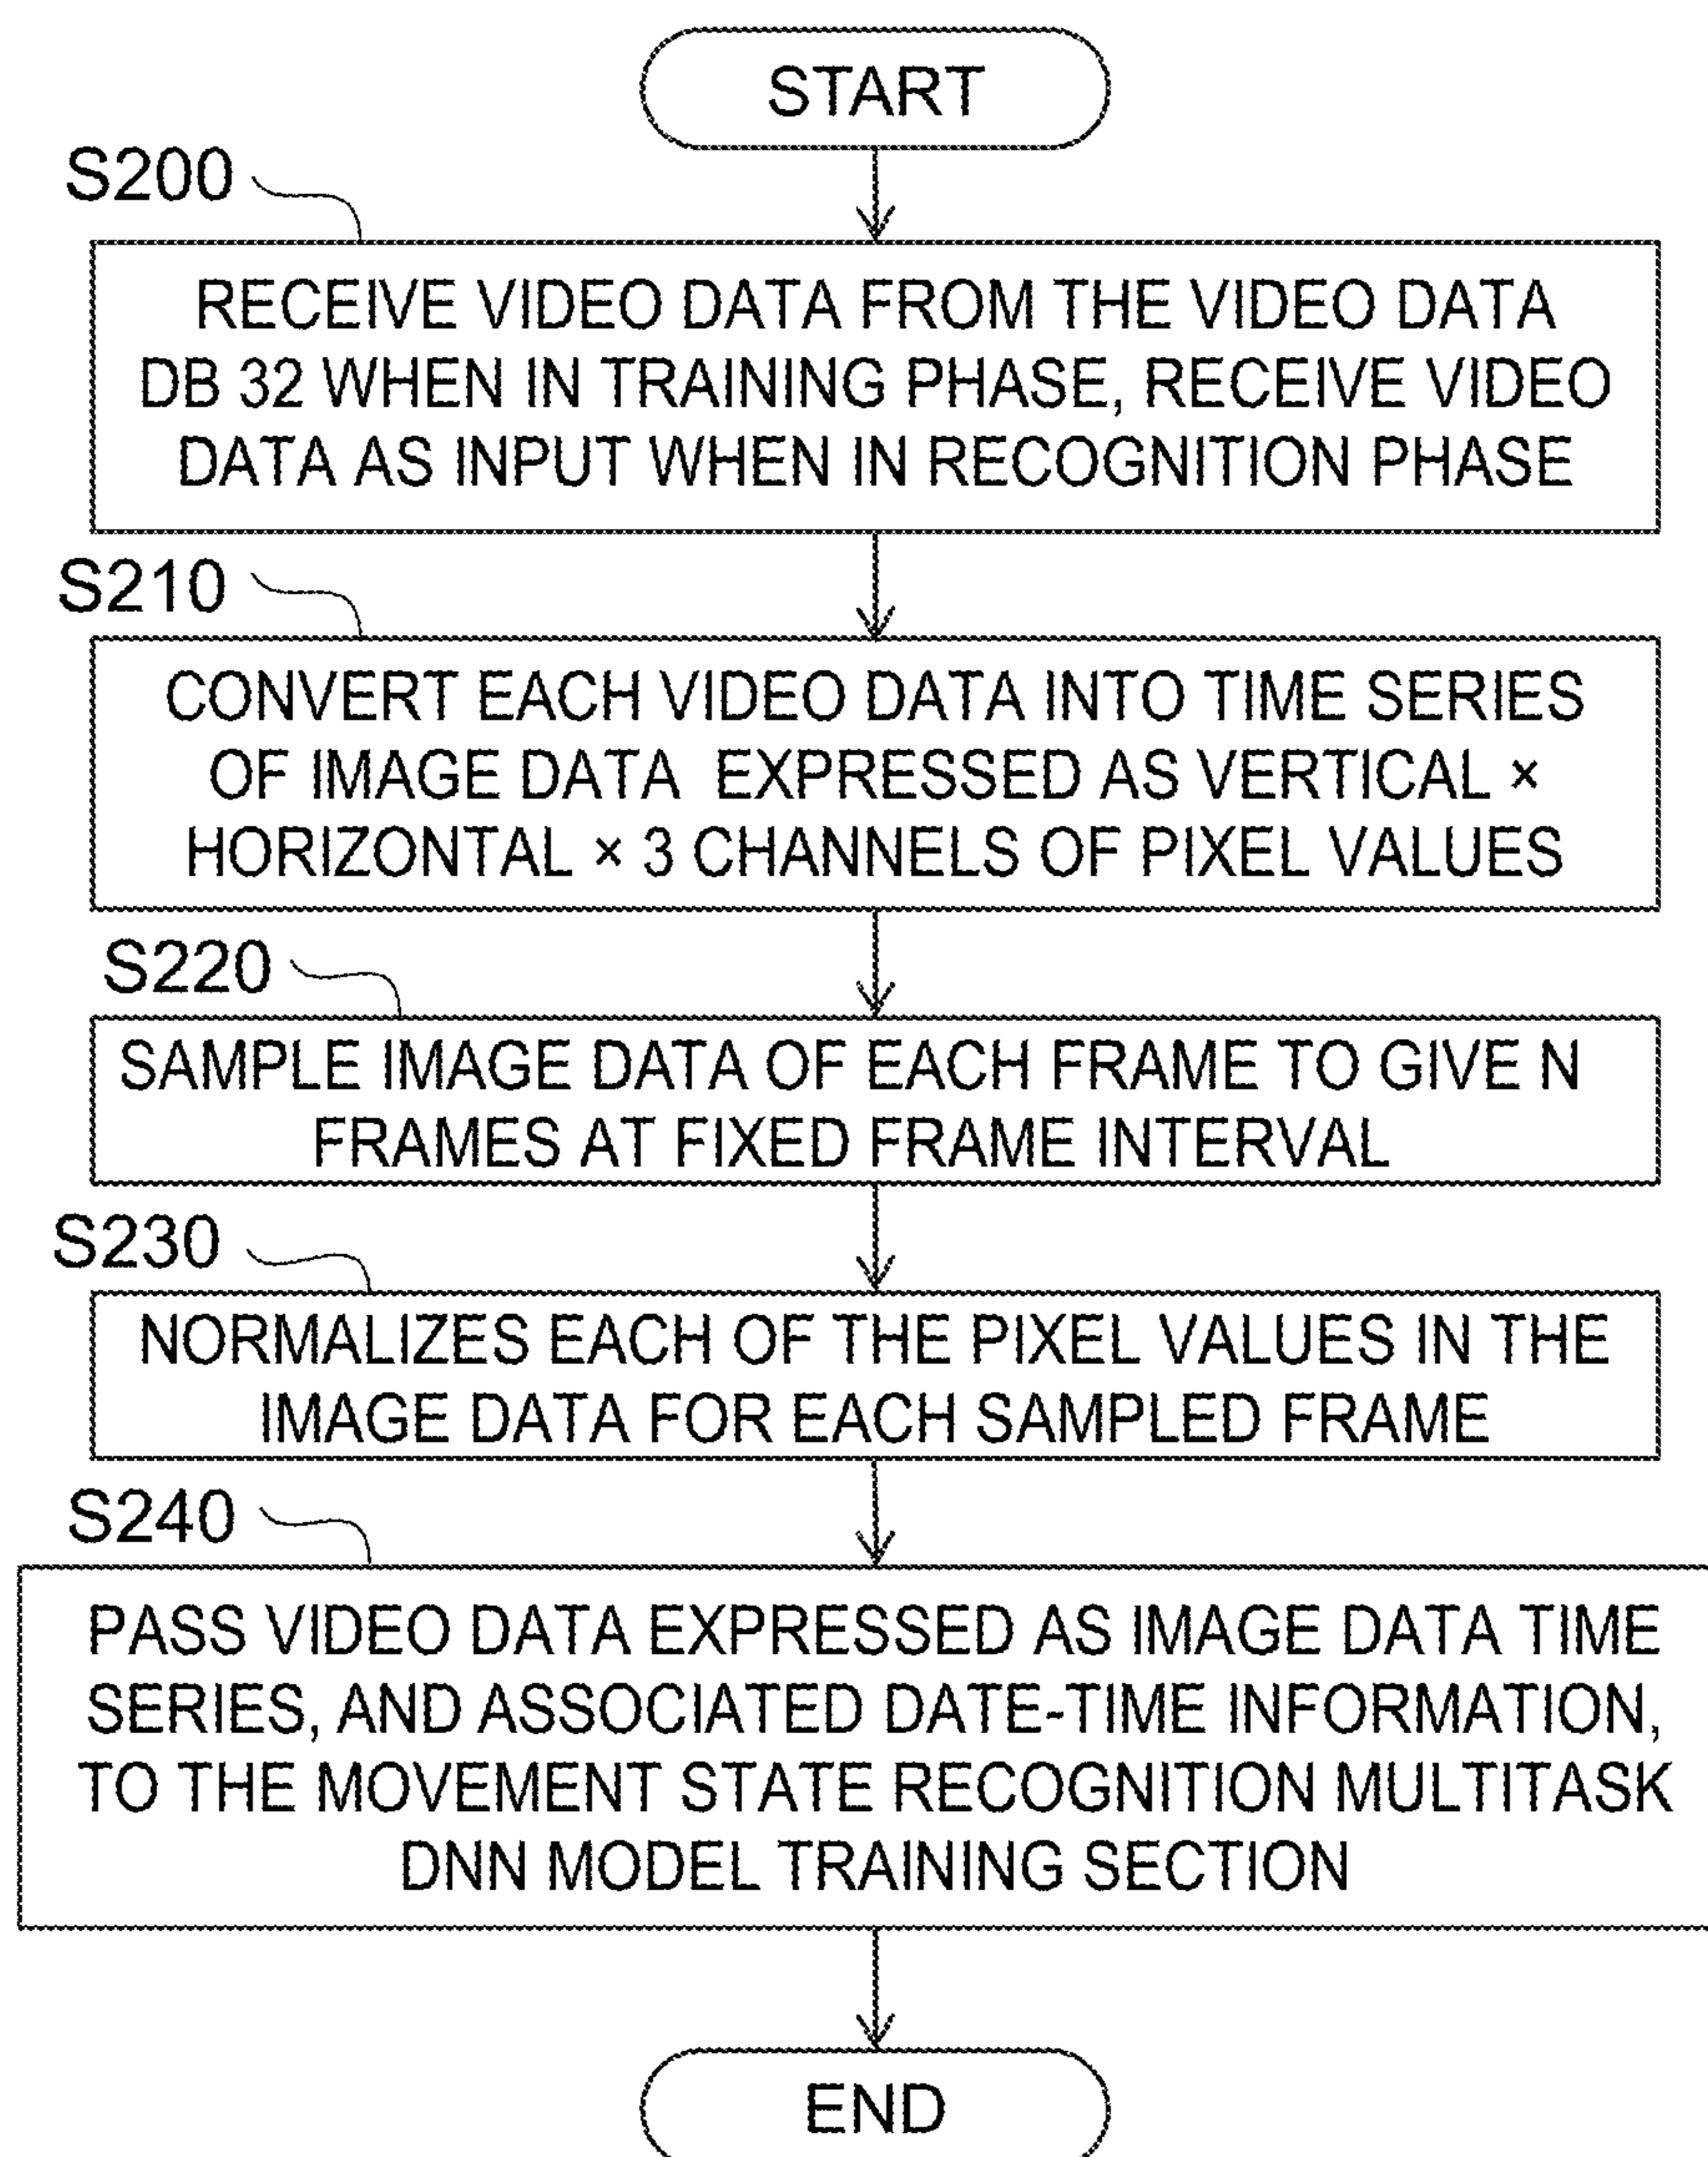 START
S200
RECEIVE VIDEO DATA FROM THE VIDEO DATA
DB 32 WHEN IN TRAINING PHASE, RECEIVE VIDEO
DATA AS INPUT WHEN IN RECOGNITION PHASE
S210
CONVERT EACH VIDEO DATA INTO TIME SERIES
OF IMAGE DATA EXPRESSED AS VERTICAL ×
HORIZONTAL × 3 CHANNELS OF PIXEL VALUES
S220
SAMPLE IMAGE DATA OF EACH FRAME TO GIVE N
FRAMES AT FIXED FRAME INTERVAL
S230
NORMALIZES EACH OF THE PIXEL VALUES IN THE
IMAGE DATA FOR EACH SAMPLED FRAME
S240
PASS VIDEO DATA EXPRESSED AS IMAGE DATA TIME
SERIES, AND ASSOCIATED DATE-TIME INFORMATION,
TO THE MOVEMENT STATE RECOGNITION MULTITASK
DNN MODEL TRAINING SECTION
END